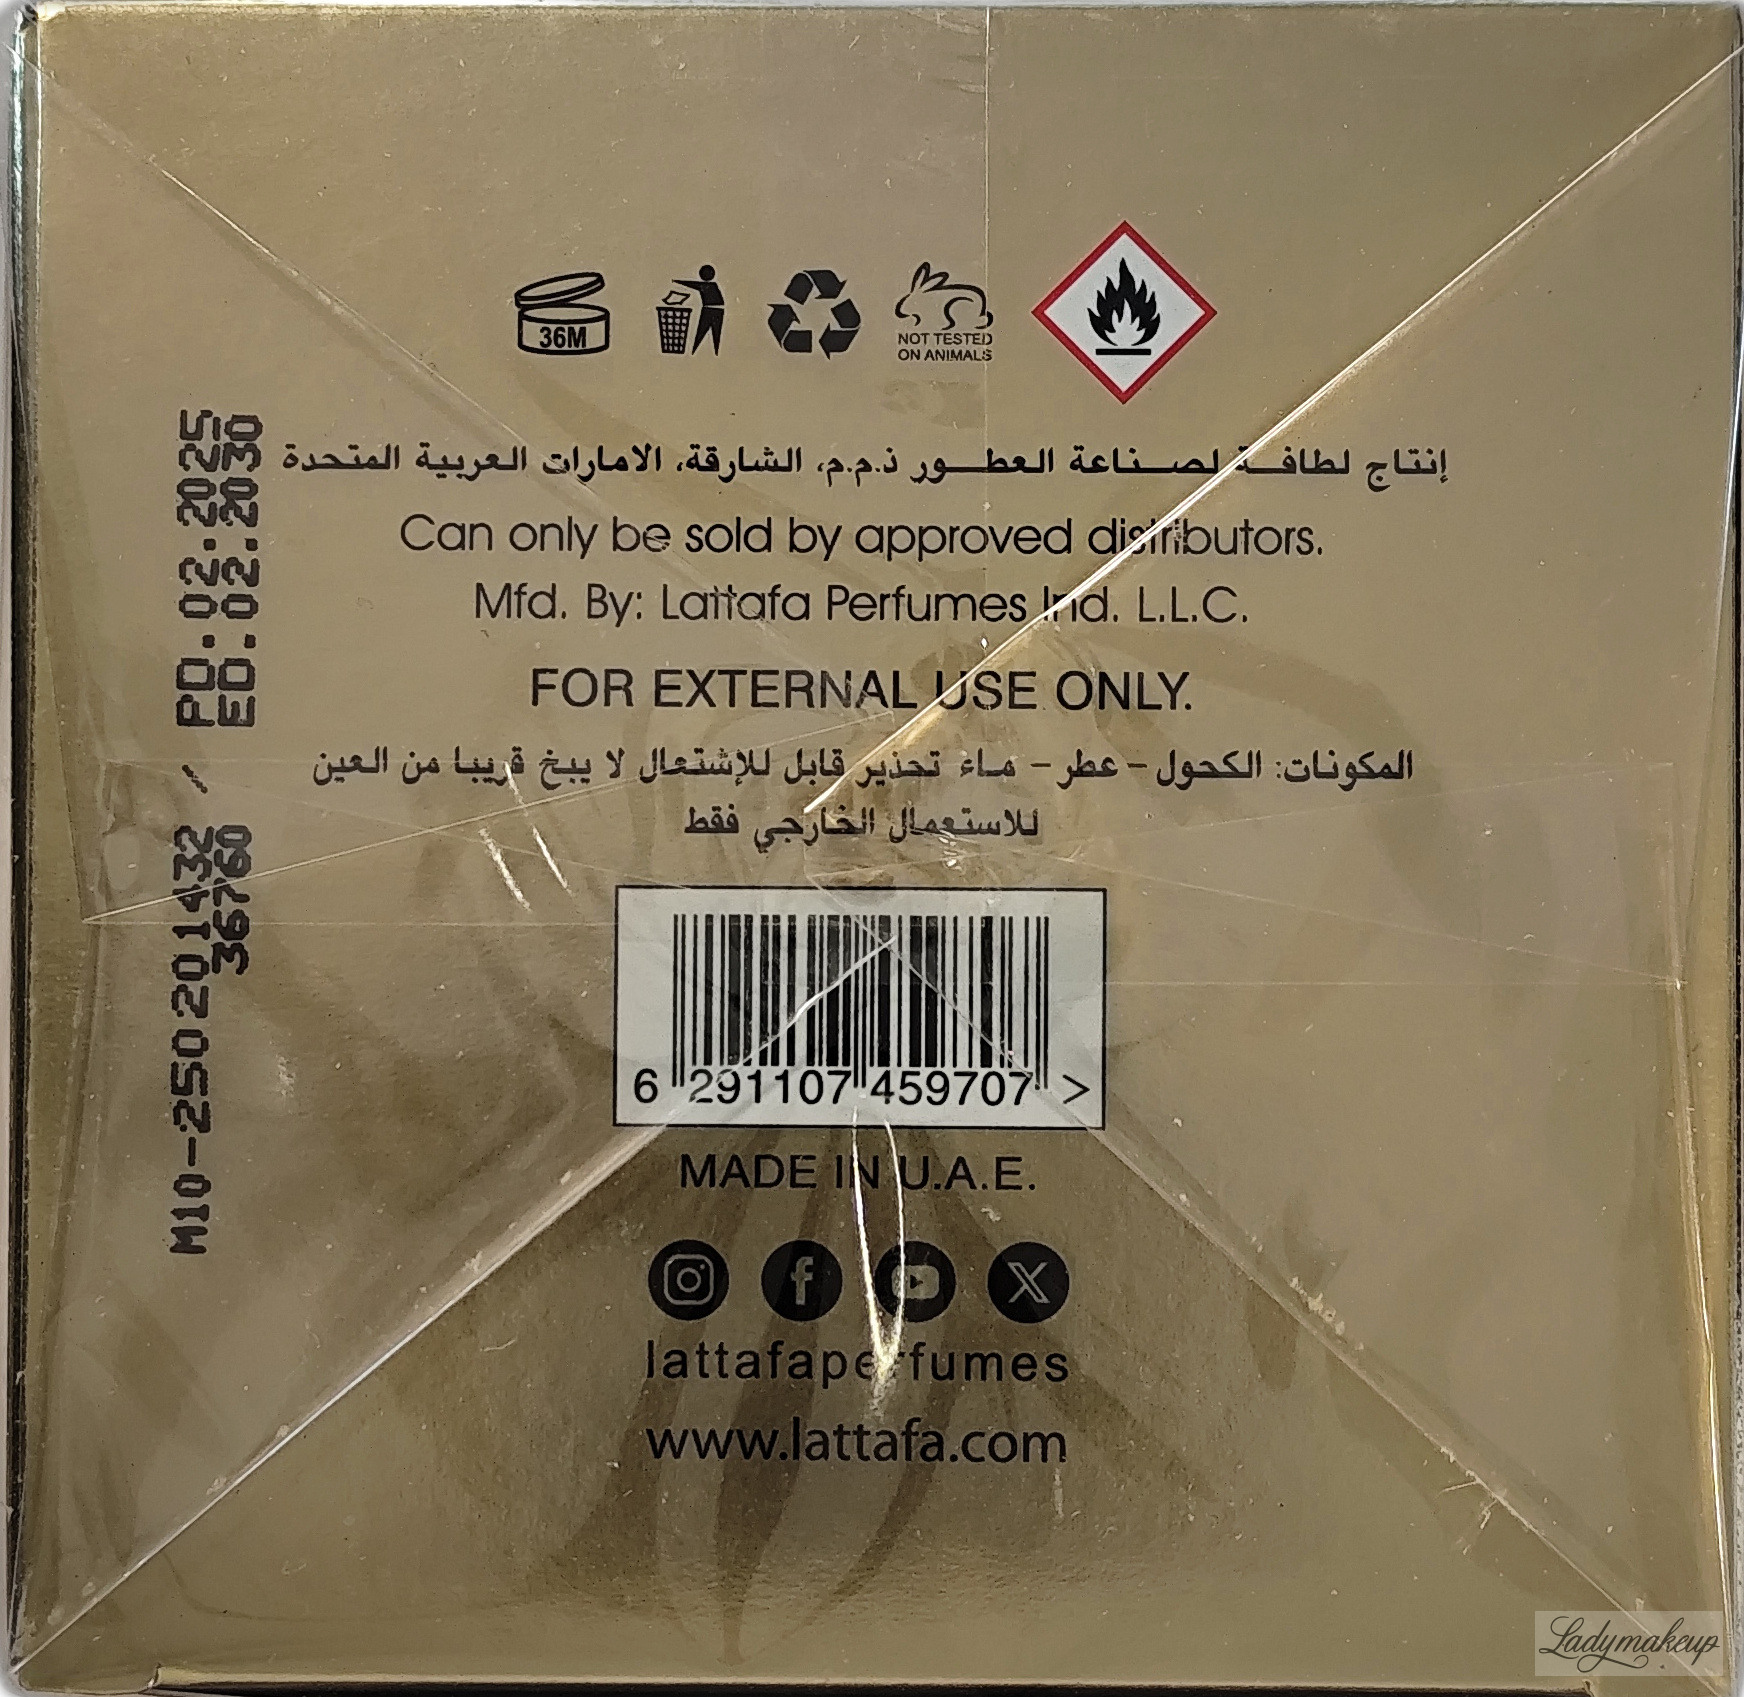 36M
NOT TESTED
ON ANIMALS
إنتاج لطافة لصناعة العطور ذ.م.م، الشارقة، الامارات العربية المتحدة
Can only be sold by approved distributors.
Mfd. By: Lattafa Perfumes Ind. L.L.C.
FOR EXTERNAL USE ONLY.
المكونات: الكحول - عطر - ماء تحذير قابل للإشتعال لا يبخ قريبا من العين
للاستعمال الخارجي فقط
6 291107 459707 >
MADE IN U.A.E.
lattafaperfumes
www.lattafa.com
M10-250201432 / PD:02.2025
36760 ED:02.2030
Ladymakeup